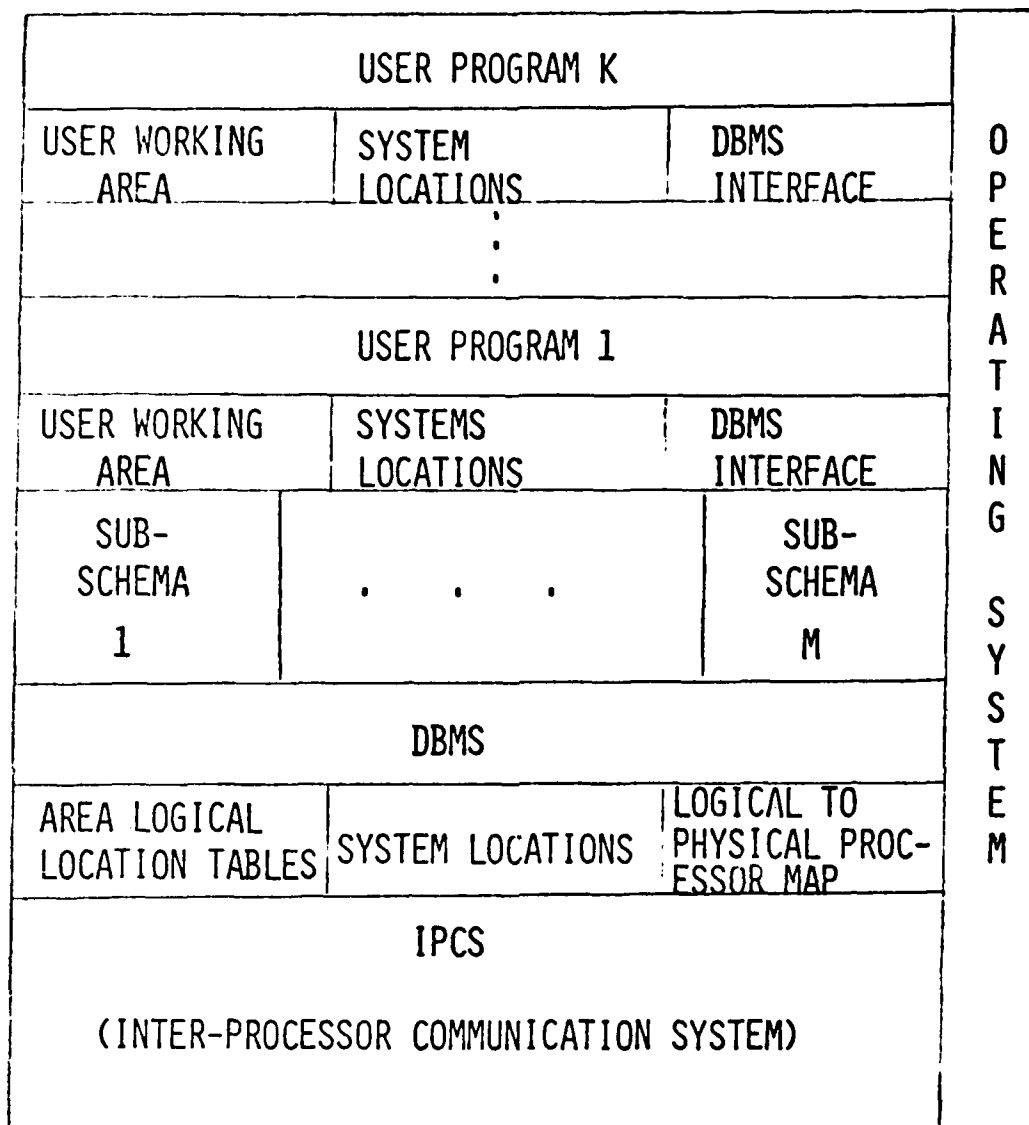 USER PROGRAM K
USER WORKING AREA
SYSTEM LOCATIONS
DBMS INTERFACE
.
.
.
USER PROGRAM 1
USER WORKING AREA
SYSTEMS LOCATIONS
DBMS INTERFACE
SUB-
SCHEMA
1
. . .
SUB-
SCHEMA
M
DBMS
AREA LOGICAL
LOCATION TABLES
SYSTEM LOCATIONS
LOGICAL TO
PHYSICAL PROC-
ESSOR MAP
IPCS
(INTER-PROCESSOR COMMUNICATION SYSTEM)
OPERATING SYSTEM